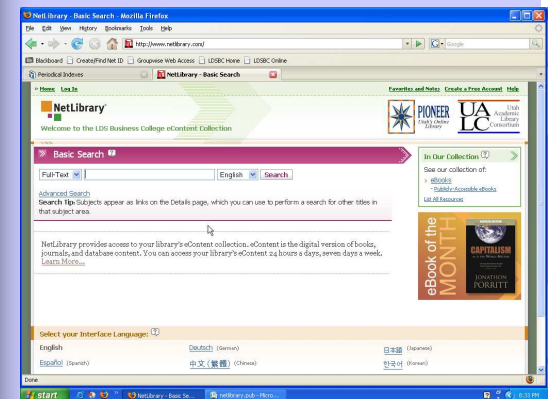 NetLibrary - Basic Search - Mozilla Firefox
File Edit View History Bookmarks Tools Help
http://www.netlibrary.com/
Google
Blackboard Create/Find Net ID Groupwise Web Access LDSBC Home LDSBC Online
Periodical Indexes NetLibrary - Basic Search
» Home Log In Favorites and Notes Create a Free Account Help
NetLibrary®
Welcome to the LDS Business College eContent Collection
PIONEER
Utah's Online
Library
UALC
Utah
Academic
Library
Consortium
Basic Search
Full-Text English Search
Advanced Search
Search Tip: Subjects appear as links on the Details page, which you can use to perform a search for other titles in
that subject area.
NetLibrary provides access to your library's eContent collection. eContent is the digital version of books,
journals, and database content. You can access your library's eContent 24 hours a days, seven days a week.
Learn More...
In Our Collection
See our collection of:
> eBooks
- Publicly-Accessible eBooks
List All Resources
eBook of the
MONTH
CAPITALISM
JONATHON
PORRITT
Select your Interface Language:
English Deutsch (German) 日本語 (Japanese)
Español (Spanish) 中文(繁體) (Chinese) 한국어 (Korean)
Done
start NetLibrary - Basic Se... netlibrary.pub - Micro... 8:33 PM